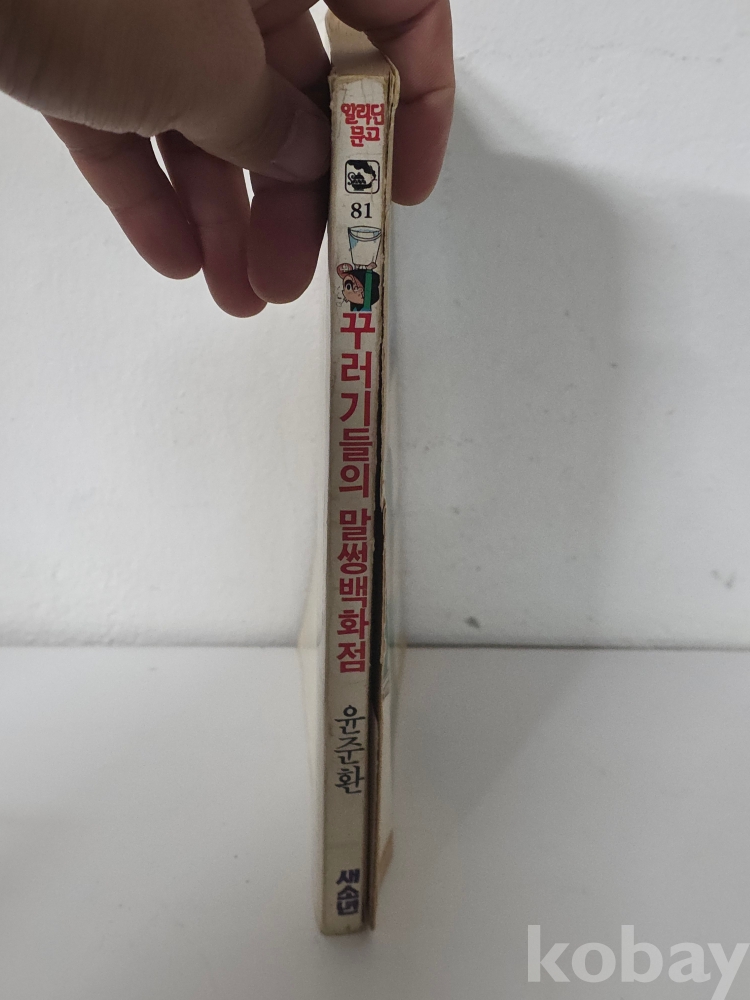 알라딘
문고
81
꾸러기들의 말썽백화점
윤준환
새소년
kobay